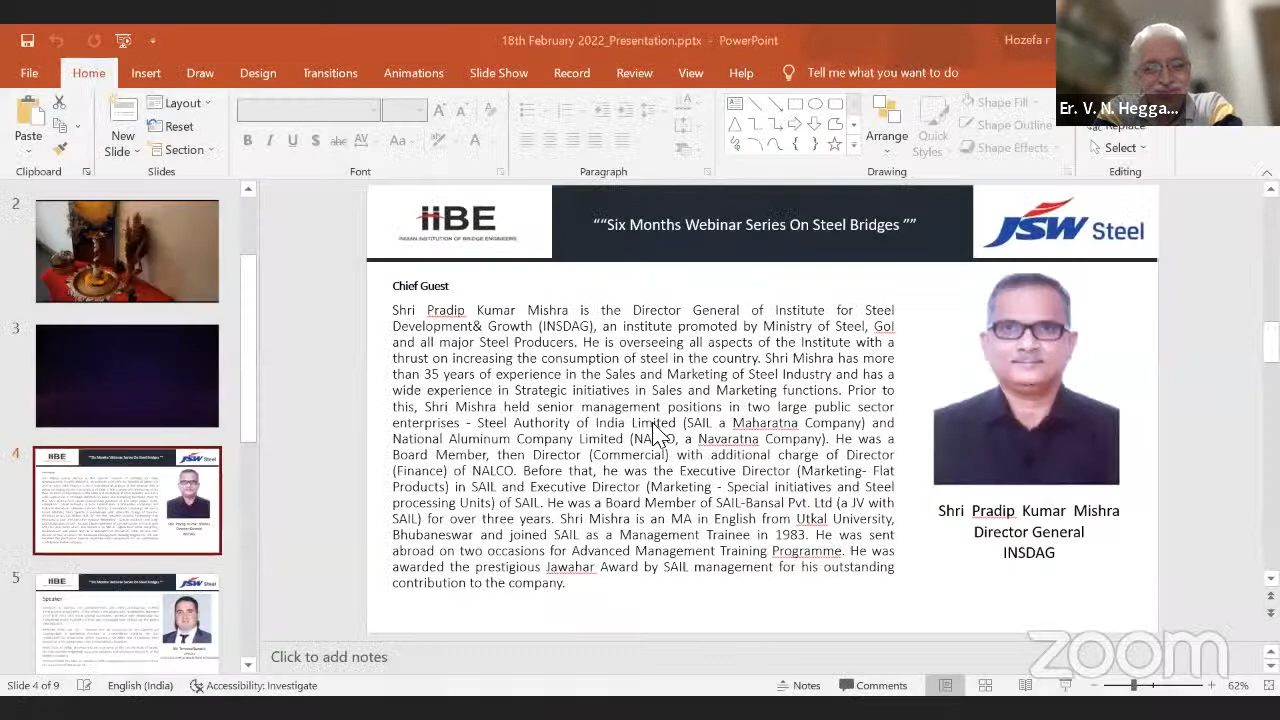 18th February 2022_Presentation.pptx - PowerPoint
Hozefa r
File Home Insert Draw Design Transitions Animations Slide Show Record Review View Help Tell me what you want to do
Er. V. N. Hegga...
Paste
New
Slide
Layout
Reset
Section
Aa
Arrange
Quick
Styles
Shape Fill
Shape Outline
Shape Effects
Replace
Select
Clipboard Slides Font Paragraph Drawing Editing
2
3
4
5
IIBE
INDIAN INSTITUTION OF BRIDGE ENGINEERS
““Six Months Webinar Series On Steel Bridges ””
JSW Steel
Chief Guest
Shri Pradip Kumar Mishra is the Director General of Institute for Steel
Development& Growth (INSDAG), an institute promoted by Ministry of Steel, GoI
and all major Steel Producers. He is overseeing all aspects of the Institute with a
thrust on increasing the consumption of steel in the country. Shri Mishra has more
than 35 years of experience in the Sales and Marketing of Steel Industry and has a
wide experience in Strategic initiatives in Sales and Marketing functions. Prior to
this, Shri Mishra held senior management positions in two large public sector
enterprises - Steel Authority of India Limited (SAIL a Maharatna Company) and
National Aluminum Company Limited (NALCO, a Navaratna Company). He was a
Board Member, then Director (Commercial) with additional charge of Director
(Finance) of NALCO. Before that, he was the Executive Director (Marketing - Flat
Products) in SAIL, Executive Director (Marketing - Special Initiatives and Steel
processing Units) of SAIL and a Board Member of
SAIL) for over three years. Shri Mishra is an MA in English from Utkal University,
Bhubaneswar and joined SAIL as a Management Trainee in He was sent
abroad on two occasions for Advanced Management Training Programme. He was
awarded the prestigious Jawahar Award by SAIL management for his outstanding
contribution to the company.
Shri Pradip Kumar Mishra
Director General
INSDAG
Speaker
Click to add notes
zoom
Slide 4 of 9 English (India) Accessibility: Investigate Notes Comments 62%